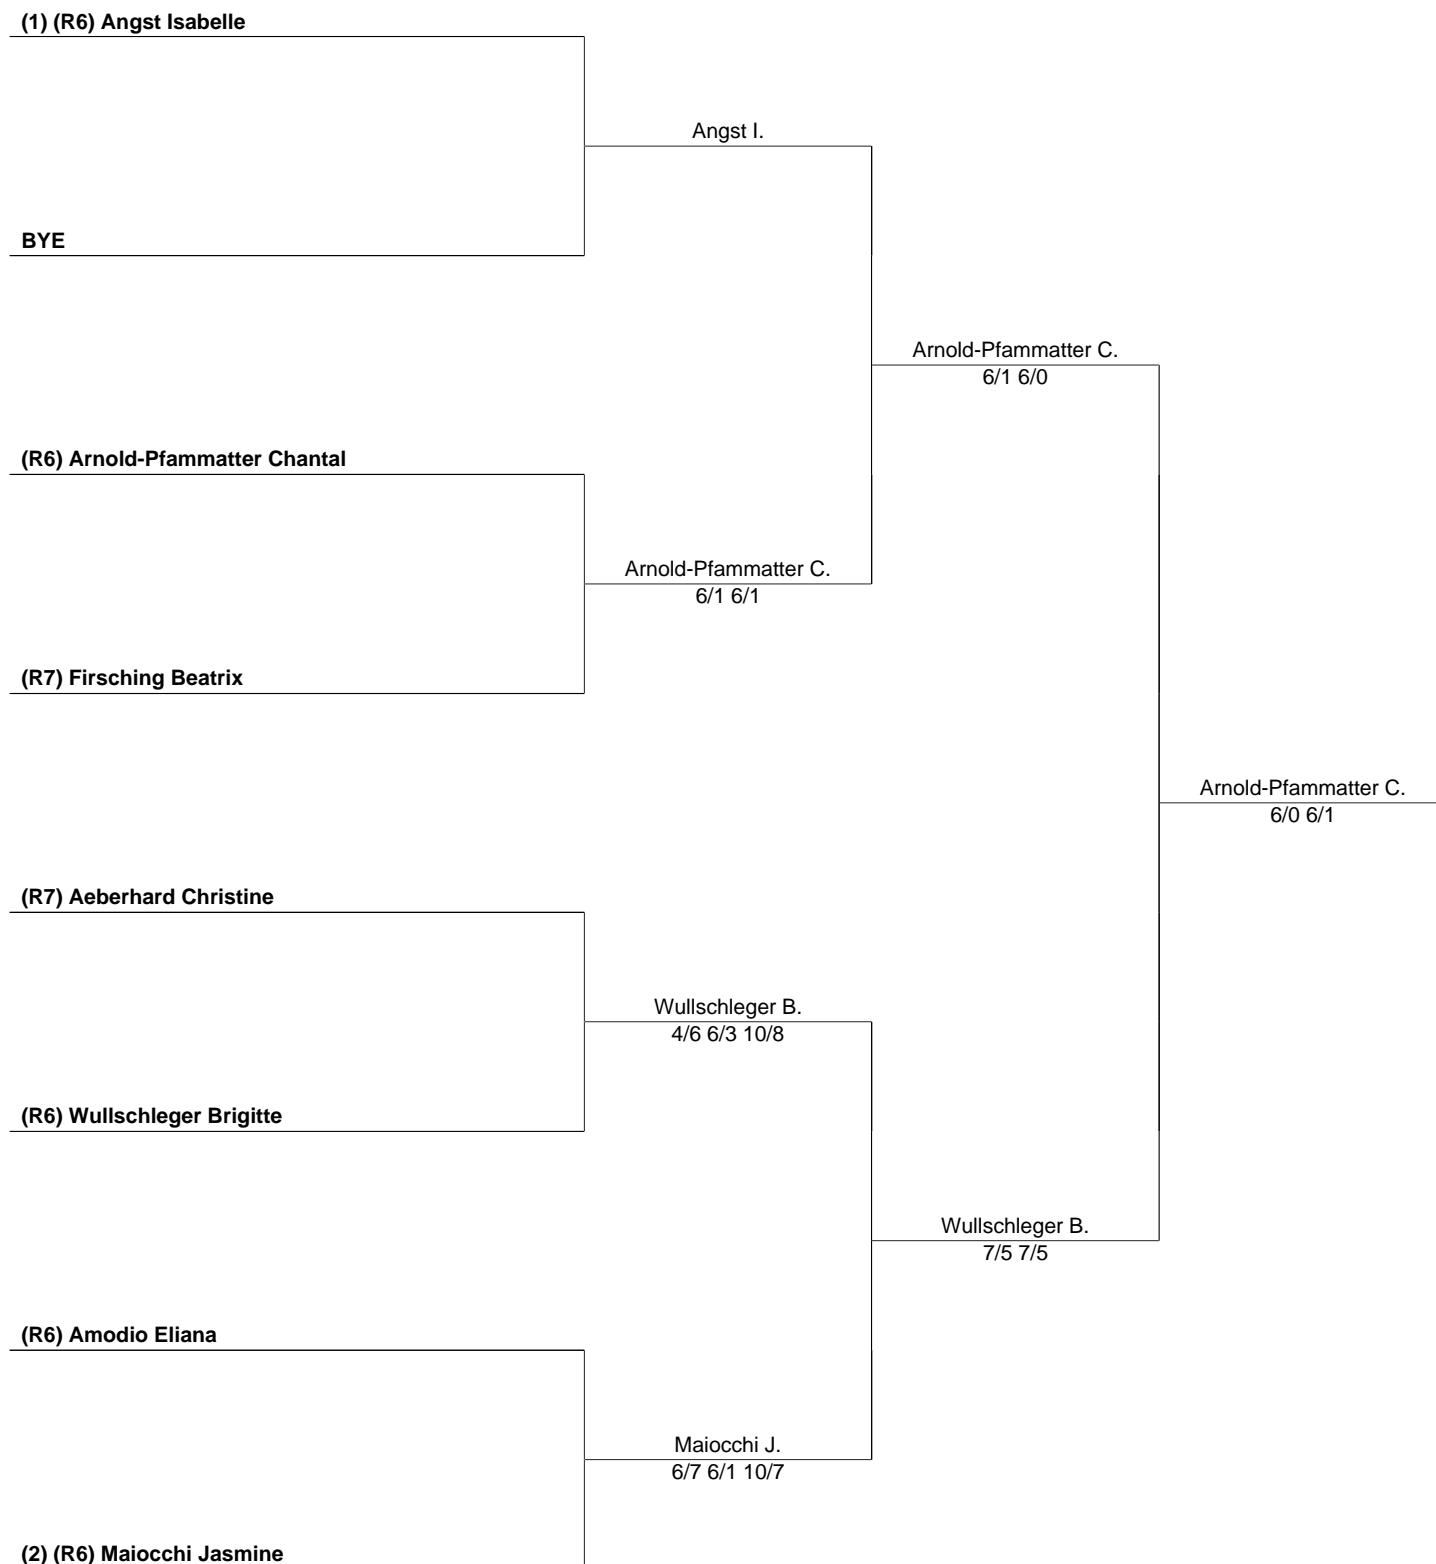 (1) (R6) Angst Isabelle
Angst I.
BYE
Arnold-Pfammatter C.
6/1 6/0
(R6) Arnold-Pfammatter Chantal
Arnold-Pfammatter C.
6/1 6/1
(R7) Firsching Beatrix
Arnold-Pfammatter C.
6/0 6/1
(R7) Aeberhard Christine
Wullschleger B.
4/6 6/3 10/8
(R6) Wullschleger Brigitte
Wullschleger B.
7/5 7/5
(R6) Amodio Eliana
Maiocchi J.
6/7 6/1 10/7
(2) (R6) Maiocchi Jasmine